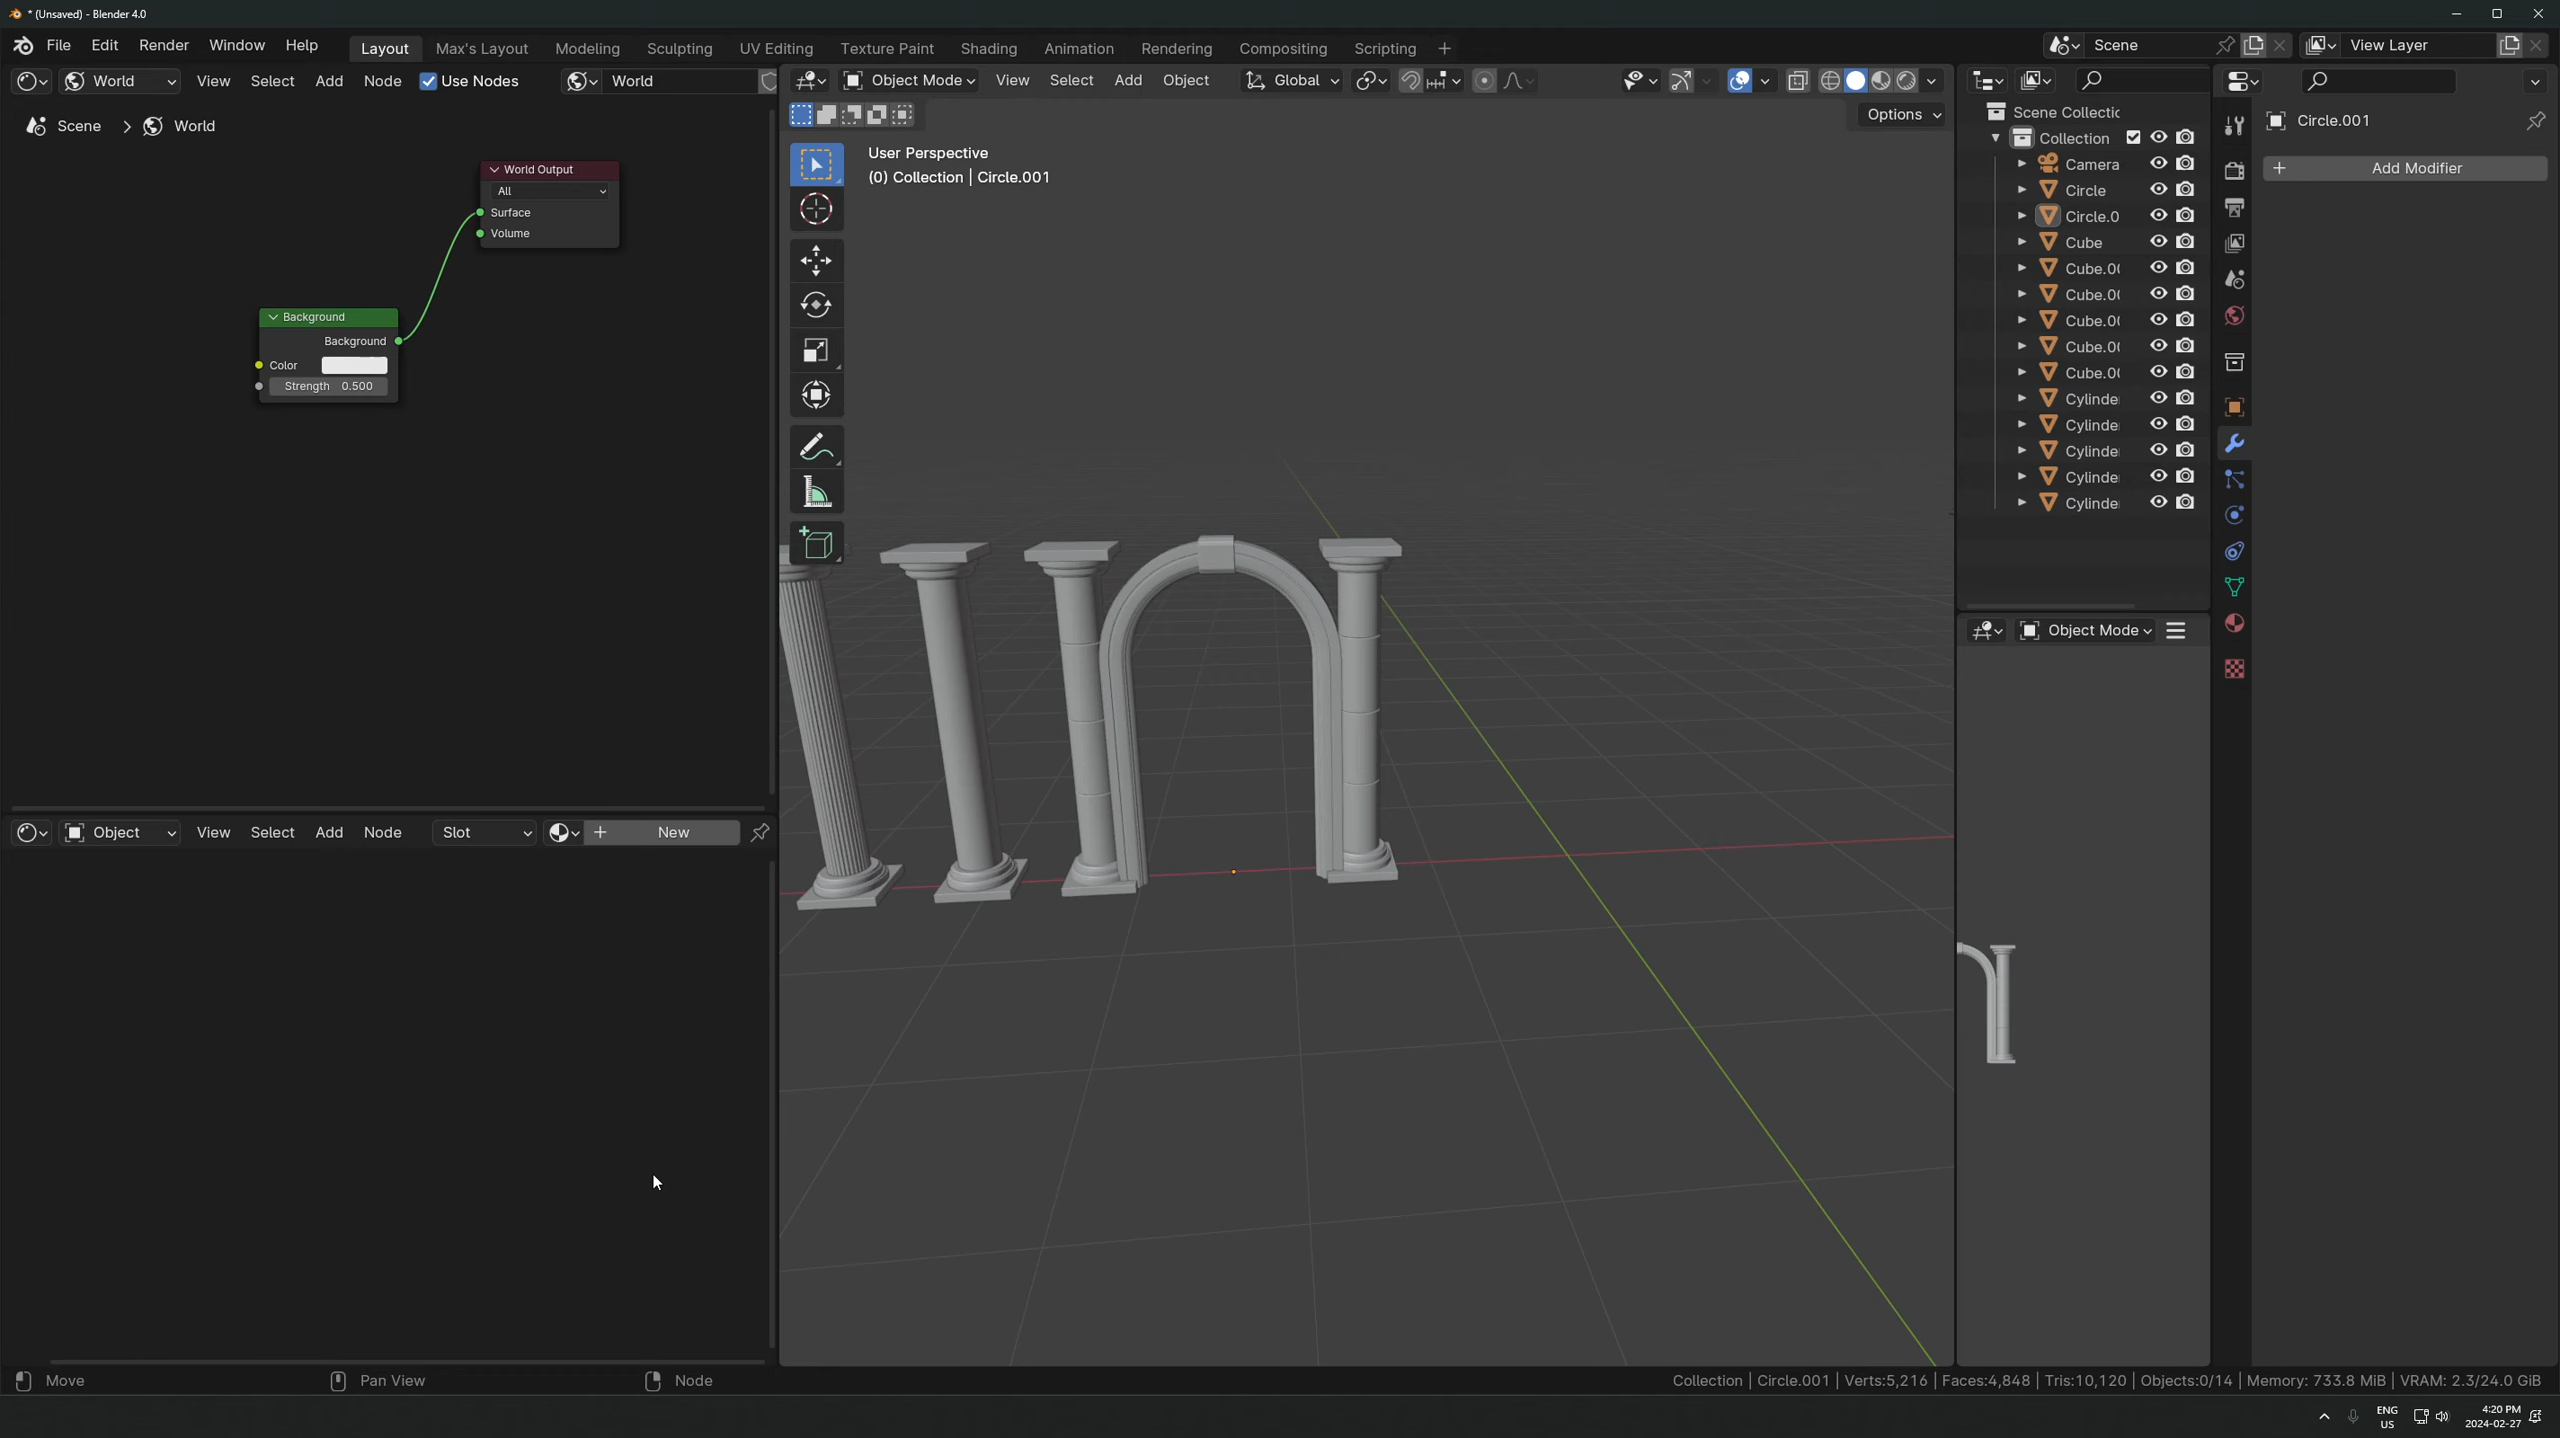 * (Unsaved) - Blender 4.0
File Edit Render Window Help Layout Max's Layout Modeling Sculpting UV Editing Texture Paint Shading Animation Rendering Compositing Scripting + Scene View Layer
World View Select Add Node Use Nodes World
Object Mode View Select Add Object Global
Options
Scene > World
User Perspective
(0) Collection | Circle.001
World Output
All
Surface
Volume
Background
Background
Color
Strength 0.500
Scene Collectic
Collection
Camera
Circle
Circle.0
Cube
Cube.00
Cube.00
Cube.00
Cube.00
Cube.00
Cylinde
Cylinde
Cylinde
Cylinde
Cylinde
Circle.001
+ Add Modifier
Object Mode
Object View Select Add Node Slot + New
Move Pan View Node
Collection | Circle.001 | Verts:5,216 | Faces:4,848 | Tris:10,120 | Objects:0/14 | Memory: 733.8 MiB | VRAM: 2.3/24.0 GiB
ENG
US
4:20 PM
2024-02-27